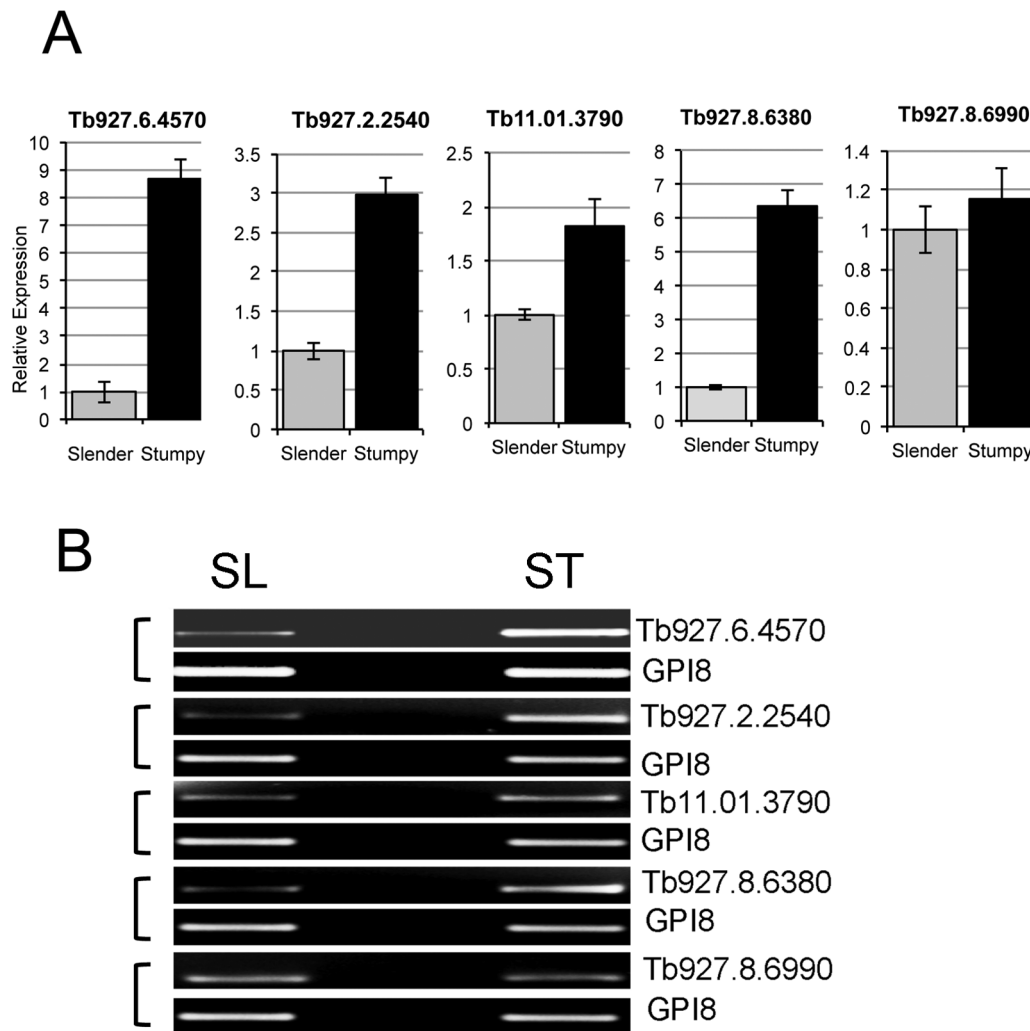 A
Tb927.6.4570
Tb927.2.2540
Tb11.01.3790
Tb927.8.6380
Tb927.8.6990
Relative Expression
10
9
8
7
6
5
4
3
2
1
0
Slender Stumpy
3.5
3
2.5
2
1.5
1
0.5
0
Slender Stumpy
2.5
2
1.5
1
0.5
0
Slender Stumpy
8
7
6
5
4
3
2
1
0
Slender Stumpy
1.4
1.2
1
0.8
0.6
0.4
0.2
0
Slender Stumpy
B
SL ST
Tb927.6.4570
GPI8
Tb927.2.2540
GPI8
Tb11.01.3790
GPI8
Tb927.8.6380
GPI8
Tb927.8.6990
GPI8